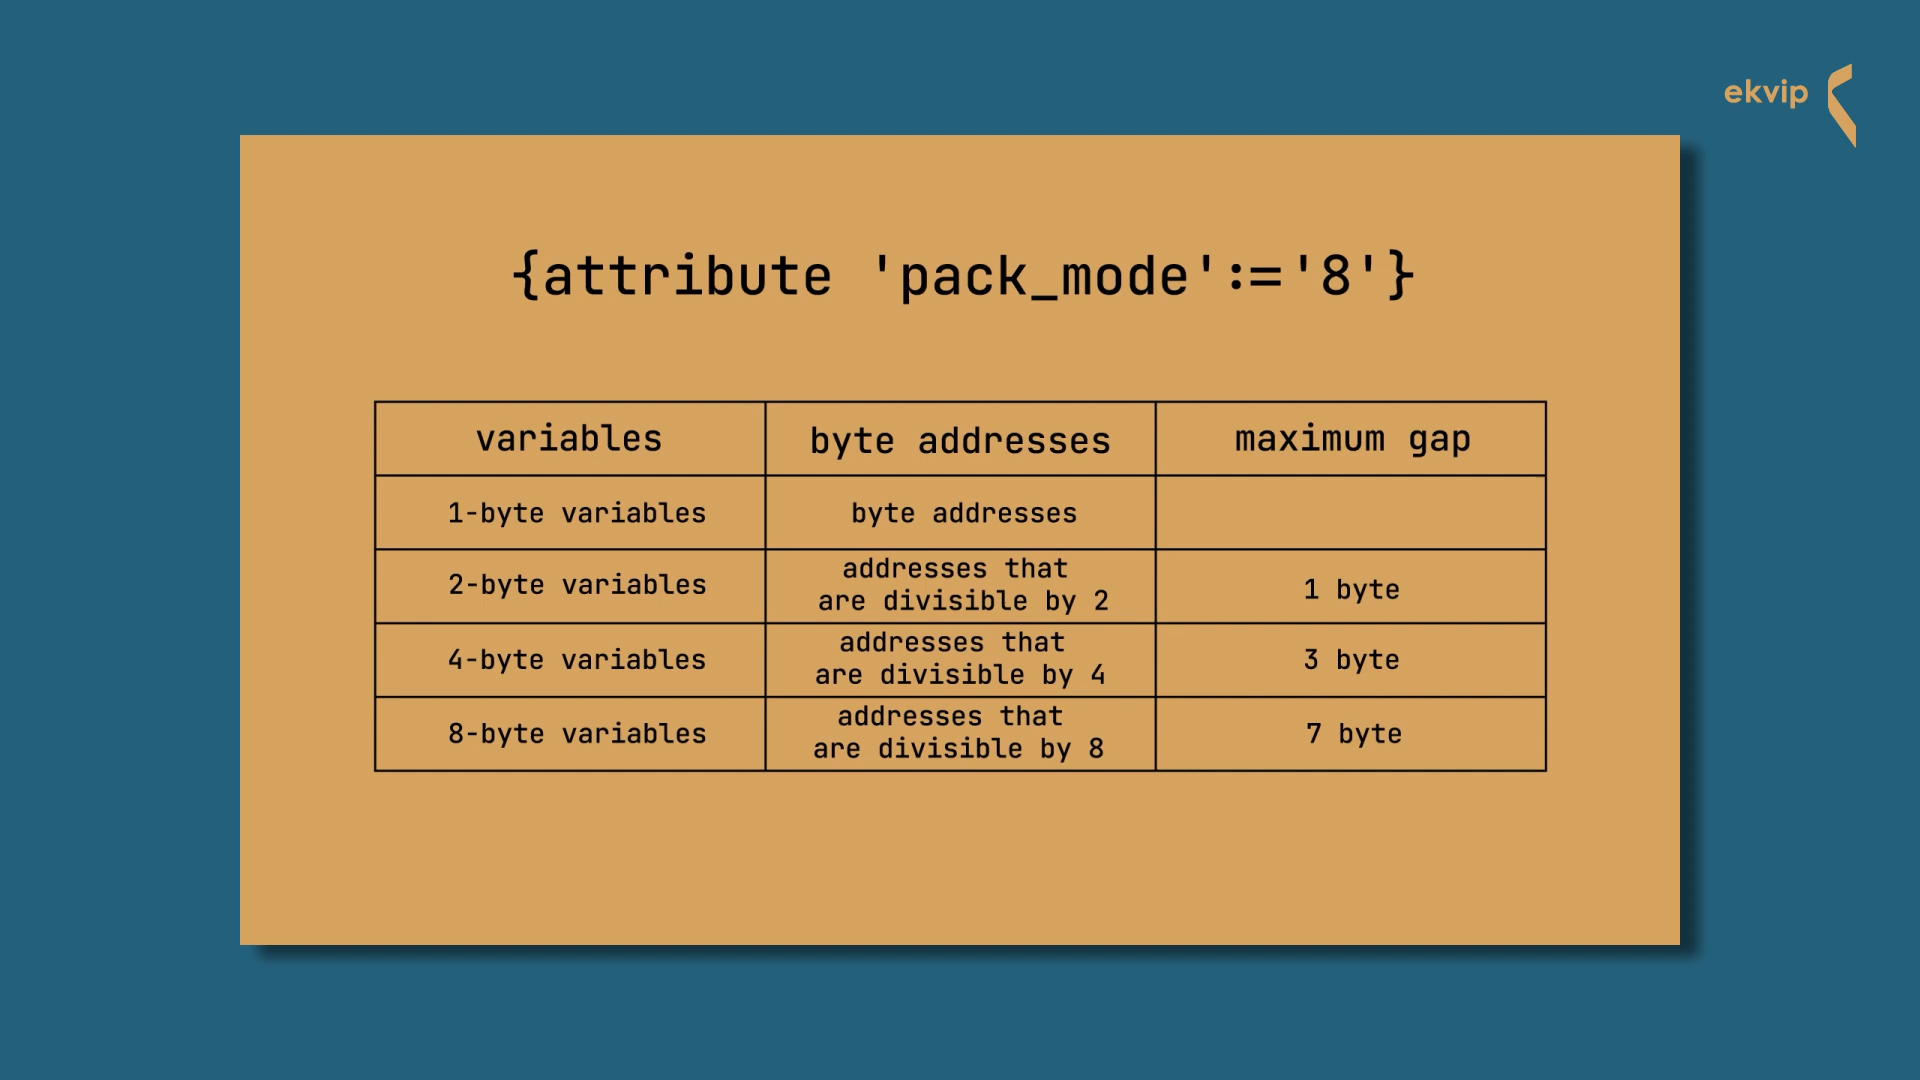 ekvip
{attribute 'pack_mode':='8'}
variables
byte addresses
maximum gap
1-byte variables
byte addresses
2-byte variables
addresses that
are divisible by 2
1 byte
4-byte variables
addresses that
are divisible by 4
3 byte
8-byte variables
addresses that
are divisible by 8
7 byte